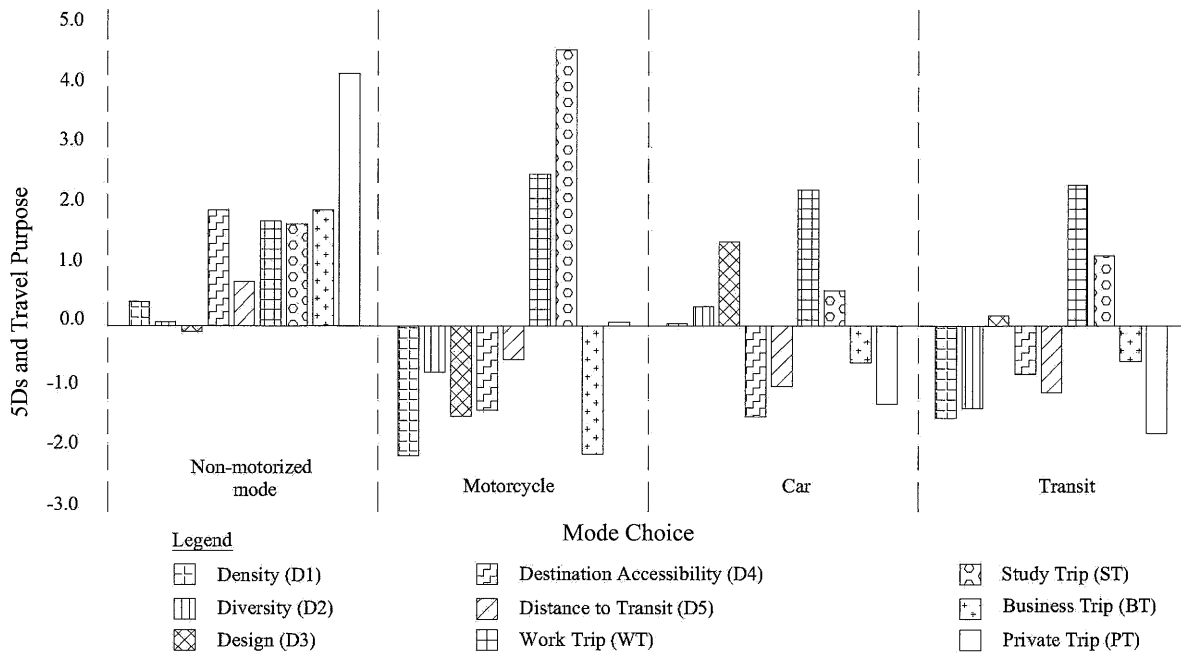 5.0
4.0
3.0
2.0
1.0
0.0
-1.0
-2.0
-3.0
5Ds and Travel Purpose
Non-motorized
mode
Motorcycle
Car
Transit
Mode Choice
Legend
Density (D1)
Diversity (D2)
Design (D3)
Destination Accessibility (D4)
Distance to Transit (D5)
Work Trip (WT)
Study Trip (ST)
Business Trip (BT)
Private Trip (PT)